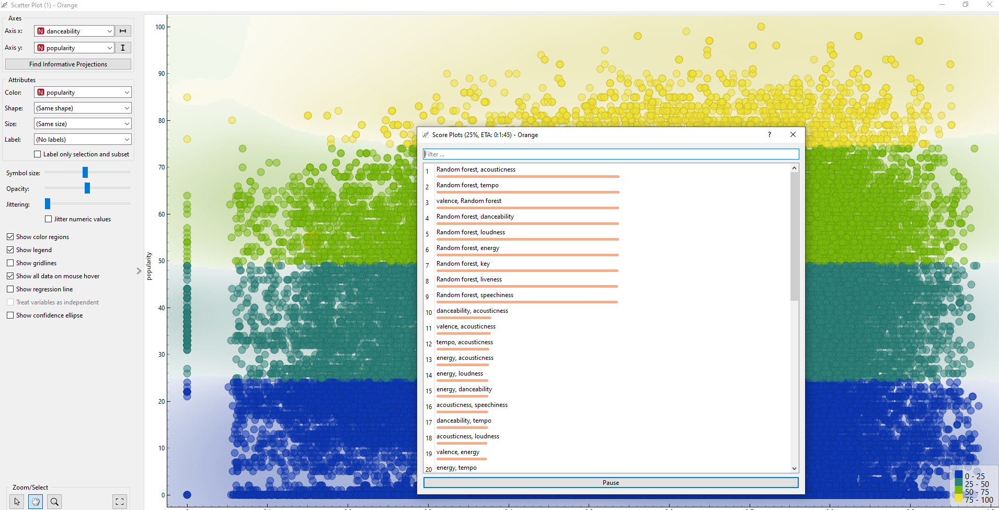 Scatter Plot (1) - Orange
Axes
Axis x:
N danceability
Axis y:
N popularity
Find Informative Projections
Attributes
Color:
N popularity
Shape:
(Same shape)
Size:
(Same size)
Label:
(No labels)
Label only selection and subset
Symbol size:
Opacity:
Jittering:
Jitter numeric values
Show color regions
Show legend
Show gridlines
Show all data on mouse hover
Show regression line
Treat variables as independent
Show confidence ellipse
Zoom/Select
popularity
100
90
80
70
60
50
40
30
20
10
0
Score Plots (25%, ETA: 0:1:45) - Orange
?
Filter ...
1 Random forest, acousticness
2 Random forest, tempo
3 valence, Random forest
4 Random forest, danceability
5 Random forest, loudness
6 Random forest, energy
7 Random forest, key
8 Random forest, liveness
9 Random forest, speechiness
10 danceability, acousticness
11 valence, acousticness
12 tempo, acousticness
13 energy, acousticness
14 energy, loudness
15 energy, danceability
16 acousticness, speechiness
17 danceability, tempo
18 acousticness, loudness
19 valence, energy
20 energy, tempo
Pause
0 - 25
25 - 50
50 - 75
75 - 100